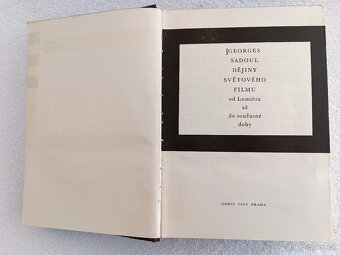 GEORGES
SADOUL
DĚJINY
SVĚTOVÉHO
FILMU
od Lumièra
až
do současné
doby
ORBIS 1963 PRAHA